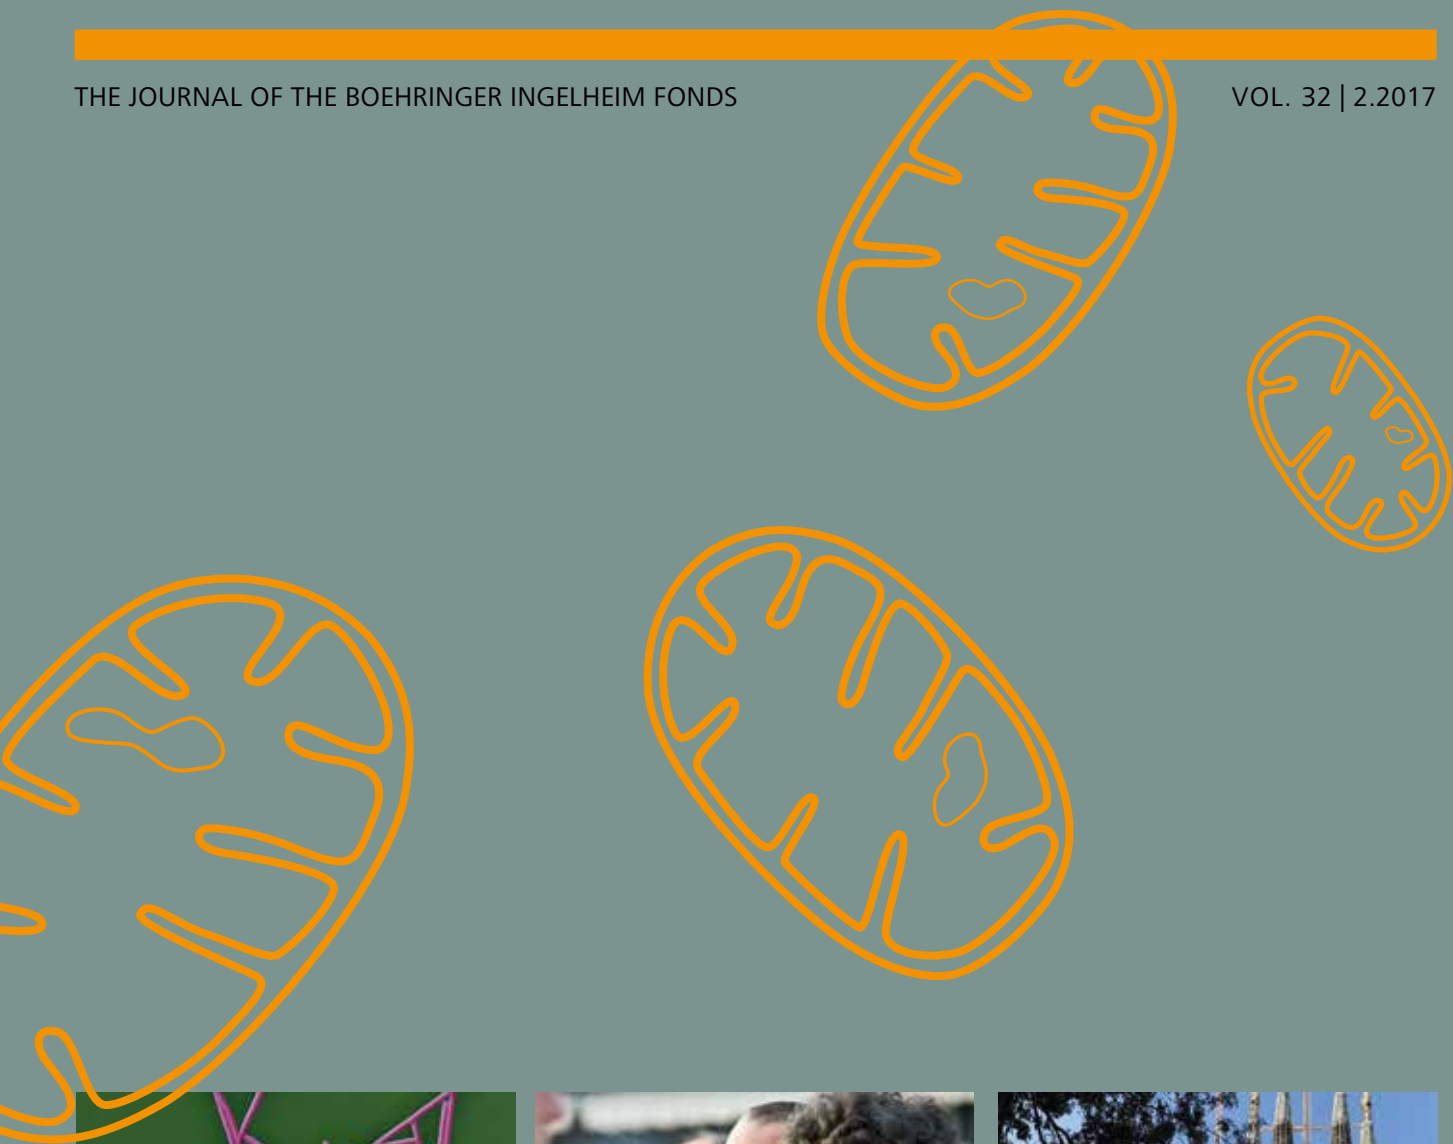 THE JOURNAL OF THE BOEHRINGER INGELHEIM FONDS
VOL. 32 | 2.2017